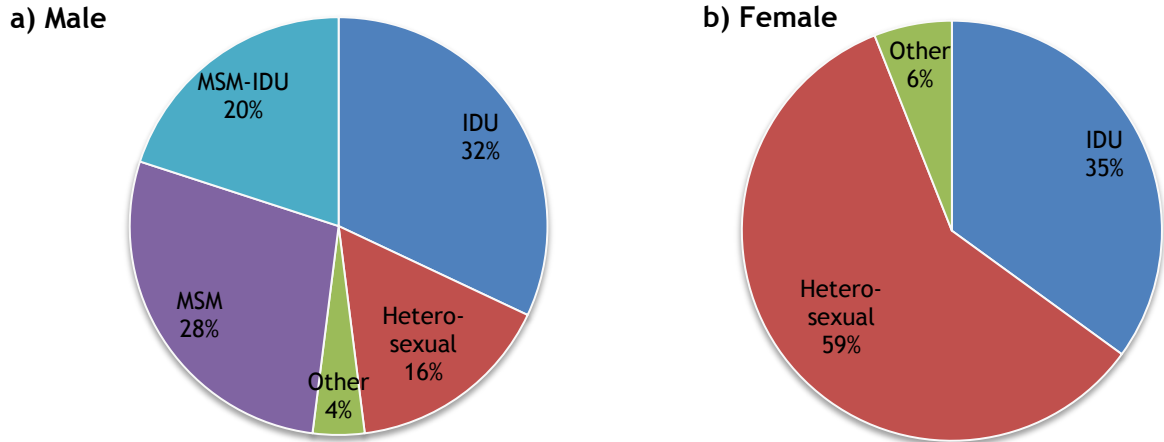 a) Male
MSM-IDU
20%
IDU
32%
MSM
28%
Hetero-
sexual
16%
Other
4%
b) Female
Other
6%
IDU
35%
Hetero-
sexual
59%